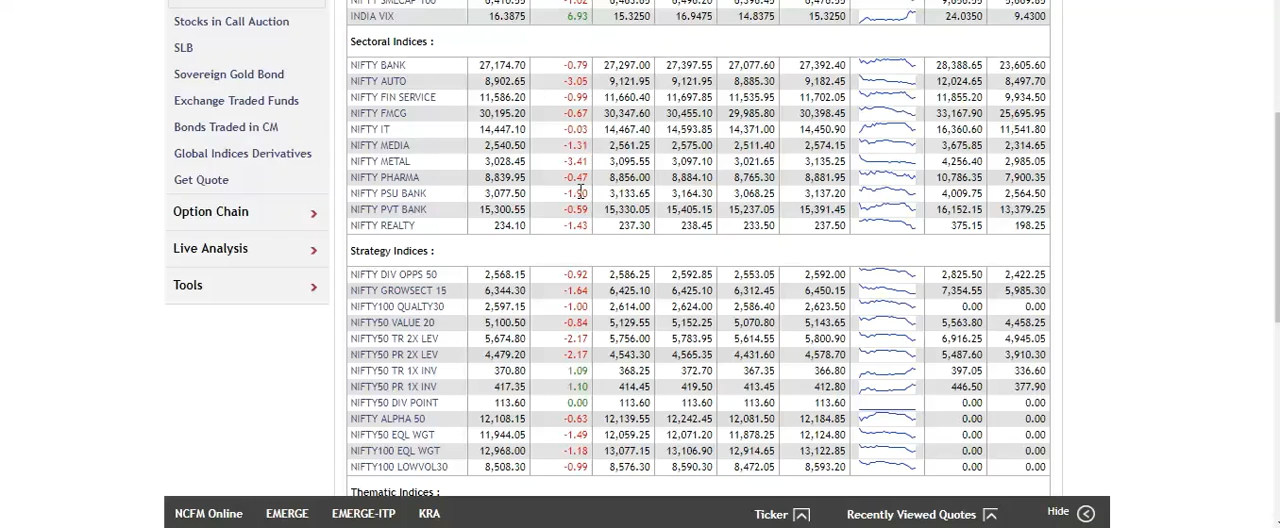 Stocks in Call Auction
SLB
Sovereign Gold Bond
Exchange Traded Funds
Bonds Traded in CM
Global Indices Derivatives
Get Quote
Option Chain
Live Analysis
Tools
INDIA VIX 16.3875 6.93 15.3250 16.9475 14.8375 15.3250 24.0350 9.4300
Sectoral Indices :
NIFTY BANK 27,174.70 -0.79 27,297.00 27,397.55 27,077.60 27,392.40 28,388.65 23,605.60
NIFTY AUTO 8,902.65 -3.05 9,121.95 9,121.95 8,885.30 9,182.45 12,024.65 8,497.70
NIFTY FIN SERVICE 11,586.20 -0.99 11,660.40 11,697.85 11,535.95 11,702.05 11,855.20 9,934.50
NIFTY FMCG 30,195.20 -0.67 30,347.60 30,455.10 29,985.80 30,398.45 33,167.90 25,695.95
NIFTY IT 14,447.10 -0.03 14,467.40 14,593.85 14,371.00 14,450.90 16,360.60 11,541.80
NIFTY MEDIA 2,540.50 -1.31 2,561.25 2,575.00 2,511.40 2,574.15 3,675.85 2,314.65
NIFTY METAL 3,028.45 -3.41 3,095.55 3,097.10 3,021.65 3,135.25 4,256.40 2,985.05
NIFTY PHARMA 8,839.95 -0.47 8,856.00 8,884.10 8,765.30 8,881.95 10,786.35 7,900.35
NIFTY PSU BANK 3,077.50 3,133.65 3,164.30 3,068.25 3,137.20 4,009.75 2,564.50
NIFTY PVT BANK 15,300.55 -0.59 15,330.05 15,405.15 15,237.05 15,391.45 16,152.15 13,379.25
NIFTY REALTY 234.10 -1.43 237.30 238.45 233.50 237.50 375.15 198.25
Strategy Indices :
NIFTY DIV OPPS 50 2,568.15 -0.92 2,586.25 2,592.85 2,553.05 2,592.00 2,825.50 2,422.25
NIFTY GROWSECT 15 6,344.30 -1.64 6,425.10 6,425.10 6,312.45 6,450.15 7,354.55 5,985.30
NIFTY100 QUALTY30 2,597.15 -1.00 2,614.00 2,624.00 2,586.40 2,623.50 0.00 0.00
NIFTY50 VALUE 20 5,100.50 -0.84 5,129.55 5,152.25 5,070.80 5,143.65 5,563.80 4,458.25
NIFTY50 TR 2X LEV 5,674.80 -2.17 5,756.00 5,783.95 5,614.55 5,800.90 6,916.25 4,945.05
NIFTY50 PR 2X LEV 4,479.20 -2.17 4,543.30 4,565.35 4,431.60 4,578.70 5,487.60 3,910.30
NIFTY50 TR 1X INV 370.80 1.09 368.25 372.70 367.35 366.80 397.05 336.60
NIFTY50 PR 1X INV 417.35 1.10 414.45 419.50 413.45 412.80 446.50 377.90
NIFTY50 DIV POINT 113.60 0.00 113.60 113.60 113.60 113.60 0.00 0.00
NIFTY ALPHA 50 12,108.15 -0.63 12,139.55 12,242.45 12,081.50 12,184.85 0.00 0.00
NIFTY50 EQL WGT 11,944.05 -1.49 12,059.25 12,071.20 11,878.25 12,124.80 0.00 0.00
NIFTY100 EQL WGT 12,968.00 -1.18 13,077.15 13,106.90 12,914.65 13,122.85 0.00 0.00
NIFTY100 LOWVOL30 8,508.30 -0.99 8,576.30 8,590.30 8,472.05 8,593.20 0.00 0.00
Thematic Indices :
NCFM Online EMERGE EMERGE-ITP KRA Ticker Recently Viewed Quotes Hide